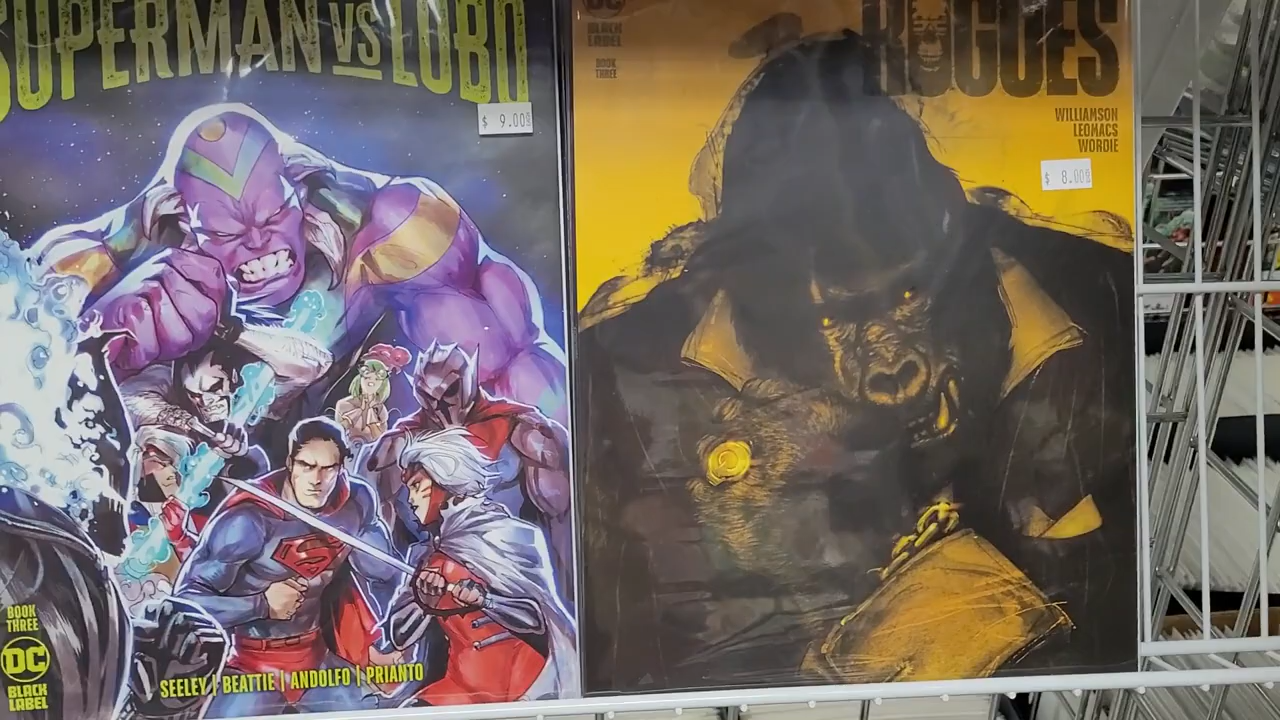 SUPERMAN VS LOBO
$ 9.00
BOOK
THREE
DC
BLACK
LABEL
SEELEY | BEATTIE | ANDOLFO | PRIANTO
DC
BLACK
LABEL
BOOK
THREE
ROGUES
WILLIAMSON
LEOMACS
WORDIE
$ 8.00